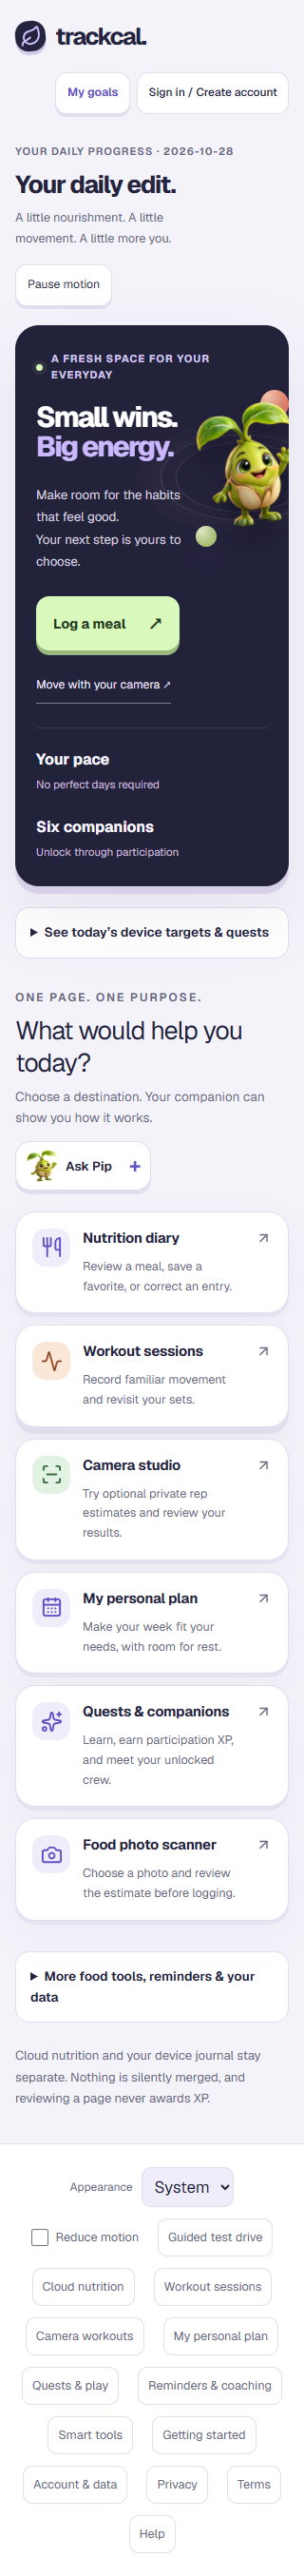 trackcal.
My goals
Sign in / Create account
YOUR DAILY PROGRESS · 2026-10-28
Your daily edit.
A little nourishment. A little
movement. A little more you.
Pause motion
A FRESH SPACE FOR YOUR
EVERYDAY
Small wins.
Big energy.
Make room for the habits
that feel good.
Your next step is yours to
choose.
Log a meal ↗
Move with your camera ↗
Your pace
No perfect days required
Six companions
Unlock through participation
▶ See today's device targets & quests
ONE PAGE. ONE PURPOSE.
What would help you
today?
Choose a destination. Your companion can
show you how it works.
Ask Pip +
Nutrition diary
Review a meal, save a
favorite, or correct an entry.
Workout sessions
Record familiar movement
and revisit your sets.
Camera studio
Try optional private rep
estimates and review your
results.
My personal plan
Make your week fit your
needs, with room for rest.
Quests & companions
Learn, earn participation XP,
and meet your unlocked
crew.
Food photo scanner
Choose a photo and review
the estimate before logging.
▶ More food tools, reminders & your
data
Cloud nutrition and your device journal stay
separate. Nothing is silently merged, and
reviewing a page never awards XP.
Appearance System
Reduce motion
Guided test drive
Cloud nutrition
Workout sessions
Camera workouts
My personal plan
Quests & play
Reminders & coaching
Smart tools
Getting started
Account & data
Privacy
Terms
Help